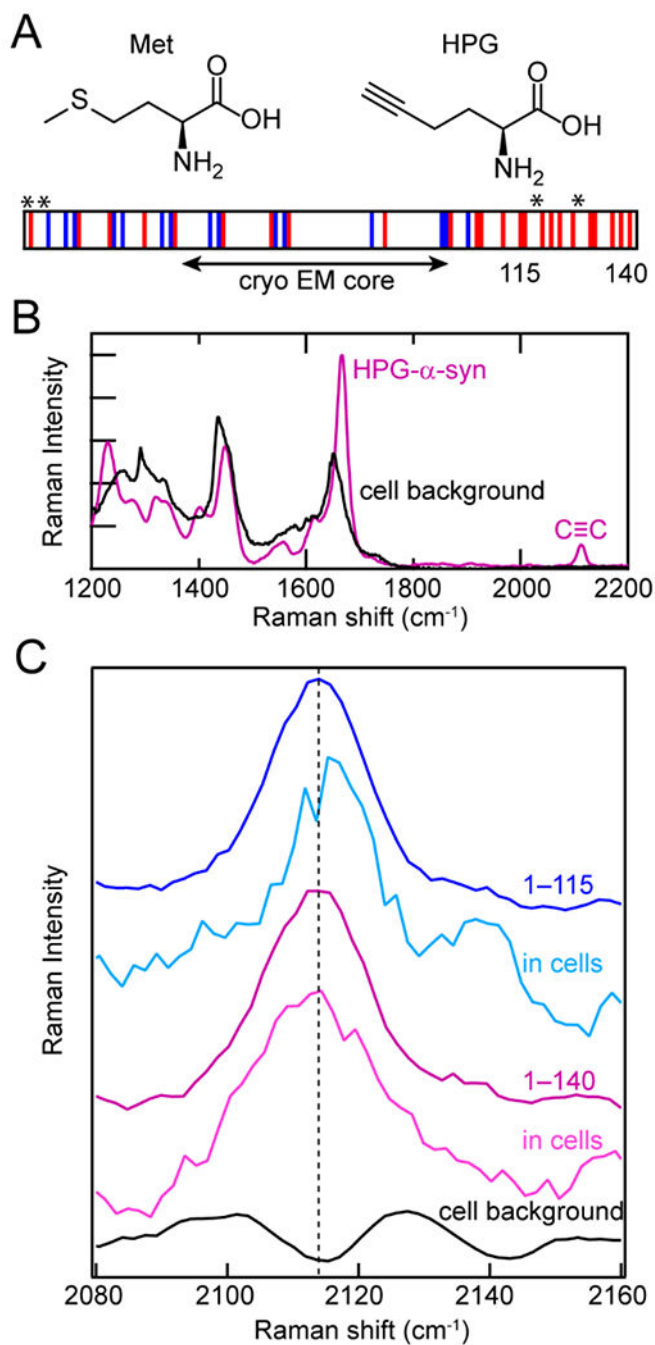 A
Met
HPG
S
O
OH
NH₂
O
OH
NH₂
** * *
cryo EM core
115
140
B
Raman Intensity
HPG-α-syn
cell background
C≡C
1200 1400 1600 1800 2000 2200
Raman shift (cm⁻¹)
C
Raman Intensity
1–115
in cells
1–140
in cells
cell background
2080 2100 2120 2140 2160
Raman shift (cm⁻¹)